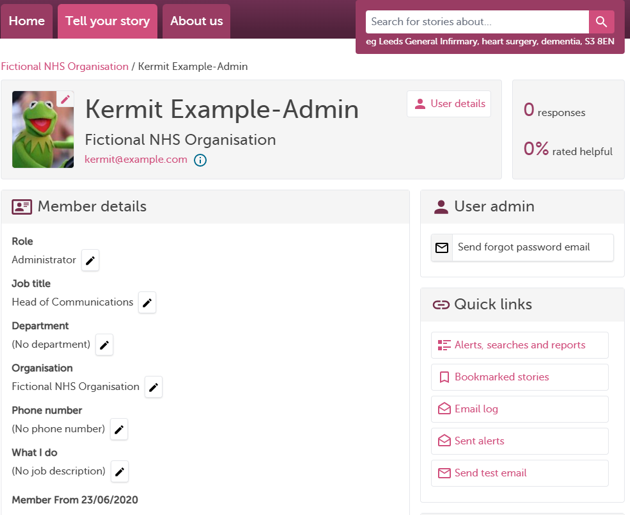 Home
Tell your story
About us
Search for stories about...
eg Leeds General Infirmary, heart surgery, dementia, S3 8EN
Fictional NHS Organisation / Kermit Example-Admin
Kermit Example-Admin
Fictional NHS Organisation
kermit@example.com
User details
0 responses
0% rated helpful
Member details
Role
Administrator
Job title
Head of Communications
Department
(No department)
Organisation
Fictional NHS Organisation
Phone number
(No phone number)
What I do
(No job description)
Member From 23/06/2020
User admin
Send forgot password email
Quick links
Alerts, searches and reports
Bookmarked stories
Email log
Sent alerts
Send test email